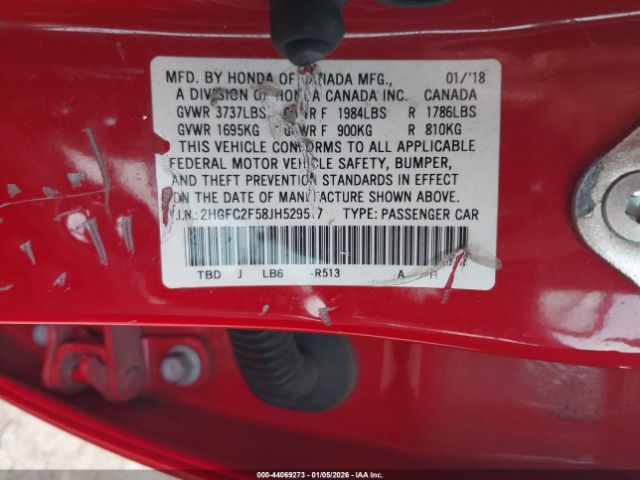 MFD. BY HONDA OF CANADA MFG., 01/'18
A DIVISION OF HONDA CANADA INC. CANADA
GVWR 3737LBS GAWR F 1984LBS R 1786LBS
GVWR 1695KG GAWR F 900KG R 810KG
THIS VEHICLE CONFORMS TO ALL APPLICABLE
FEDERAL MOTOR VEHICLE SAFETY, BUMPER,
AND THEFT PREVENTION STANDARDS IN EFFECT
ON THE DATE OF MANUFACTURE SHOWN ABOVE.
V.I.N.: TYPE: PASSENGER CAR
TBD J LB6 -R513 A H
000-44069273 | 01/05/2026 - IAA Inc.